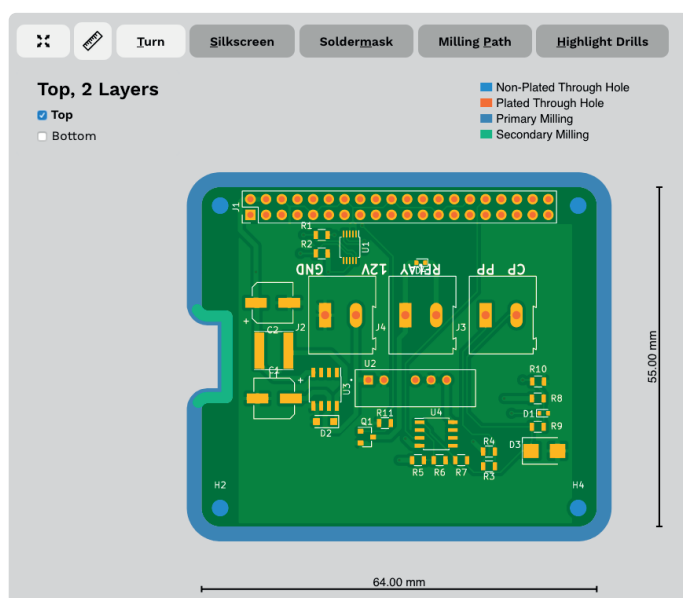 Turn
Silkscreen
Soldermask
Milling Path
Highlight Drills
Top, 2 Layers
Top
Bottom
Non-Plated Through Hole
Plated Through Hole
Primary Milling
Secondary Milling
J1
R1
R2
U1
GND
12V
RELAY
PP
CP
+
C2
J2
J4
J3
C1
+
U2
U3
R10
R8
D1
R9
D2
Q1
R11
U4
R4
R3
D3
R5
R6
R7
H2
H4
55.00 mm
64.00 mm